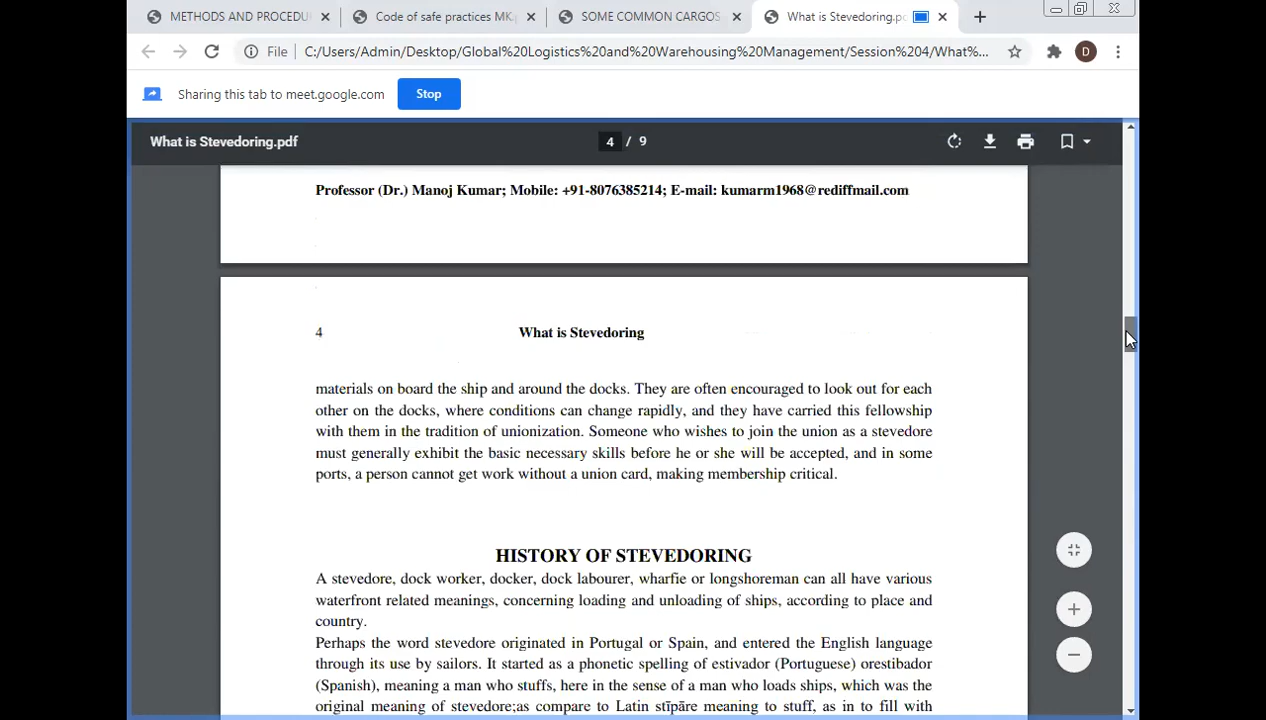 METHODS AND PROCEDU
Code of safe practices MK.
SOME COMMON CARGOS
What is Stevedoring.pd
File
C:/Users/Admin/Desktop/Global%20Logistics%20and%20Warehousing%20Management/Session%204/What%...
D
Sharing this tab to meet.google.com
Stop
What is Stevedoring.pdf
4 / 9
Professor (Dr.) Manoj Kumar; Mobile: +91-8076385214; E-mail: kumarm1968@rediffmail.com
4 What is Stevedoring
materials on board the ship and around the docks. They are often encouraged to look out for each
other on the docks, where conditions can change rapidly, and they have carried this fellowship
with them in the tradition of unionization. Someone who wishes to join the union as a stevedore
must generally exhibit the basic necessary skills before he or she will be accepted, and in some
ports, a person cannot get work without a union card, making membership critical.
HISTORY OF STEVEDORING
A stevedore, dock worker, docker, dock labourer, wharfie or longshoreman can all have various
waterfront related meanings, concerning loading and unloading of ships, according to place and
country.
Perhaps the word stevedore originated in Portugal or Spain, and entered the English language
through its use by sailors. It started as a phonetic spelling of estivador (Portuguese) orestibador
(Spanish), meaning a man who stuffs, here in the sense of a man who loads ships, which was the
original meaning of stevedore;as compare to Latin stīpāre meaning to stuff, as in to fill with